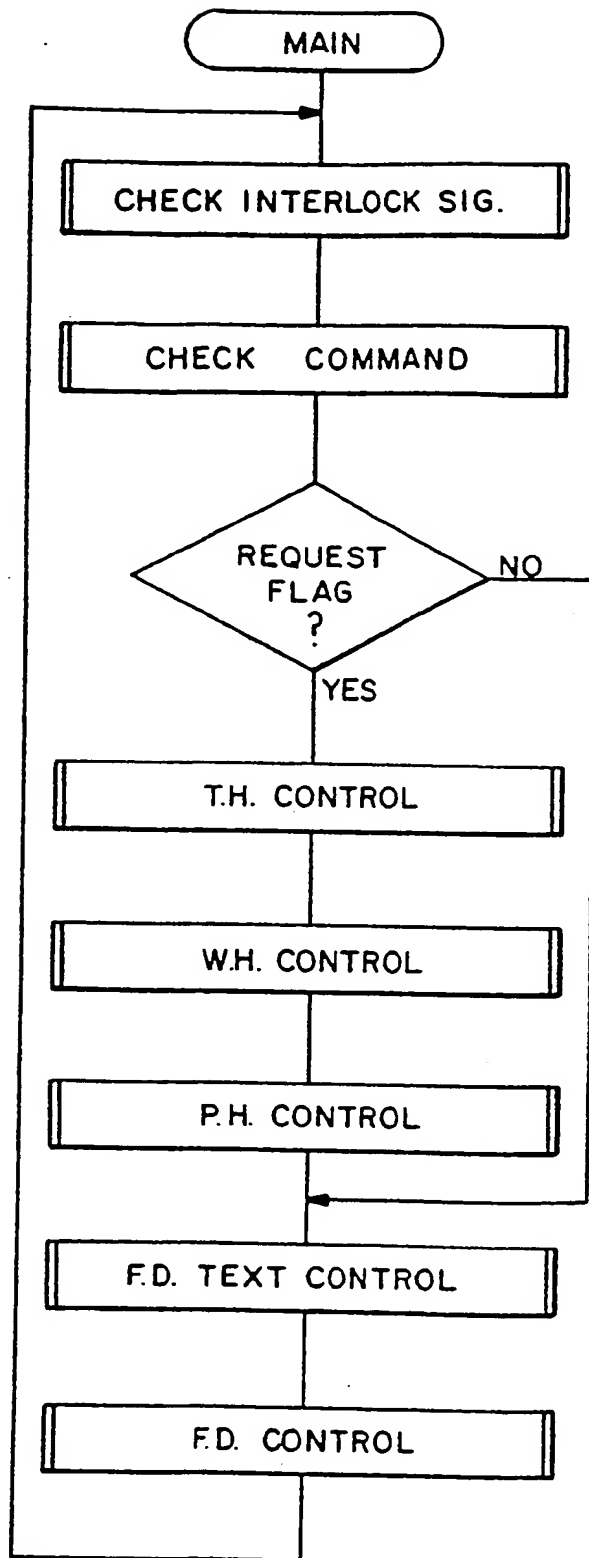 MAIN
CHECK INTERLOCK SIG.
CHECK COMMAND
REQUEST
FLAG
?
NO
YES
T.H. CONTROL
W.H. CONTROL
P.H. CONTROL
F.D. TEXT CONTROL
F.D. CONTROL